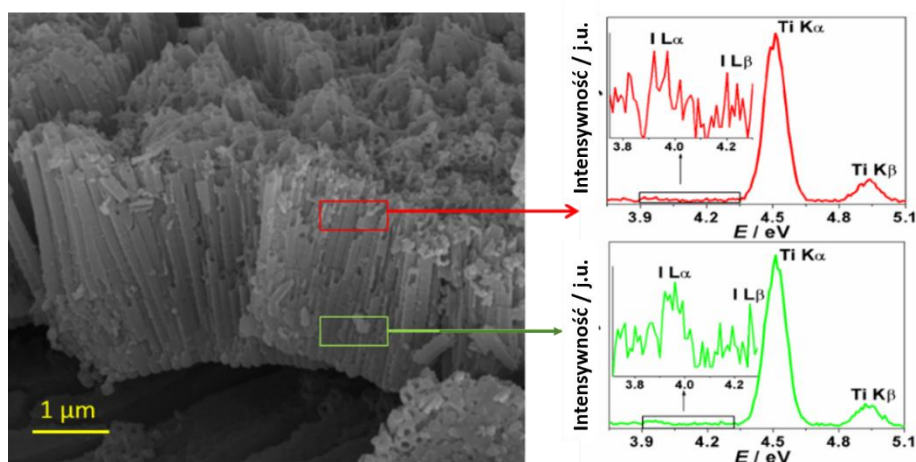 1 µm
Intensywność / j.u.
I Lα
I Lβ
Ti Kα
Ti Kβ
3.8 4.0 4.2
3.9 4.2 4.5 4.8 5.1
E / eV
Intensywność / j.u.
I Lα
I Lβ
Ti Kα
Ti Kβ
3.8 4.0 4.2
3.9 4.2 4.5 4.8 5.1
E / eV